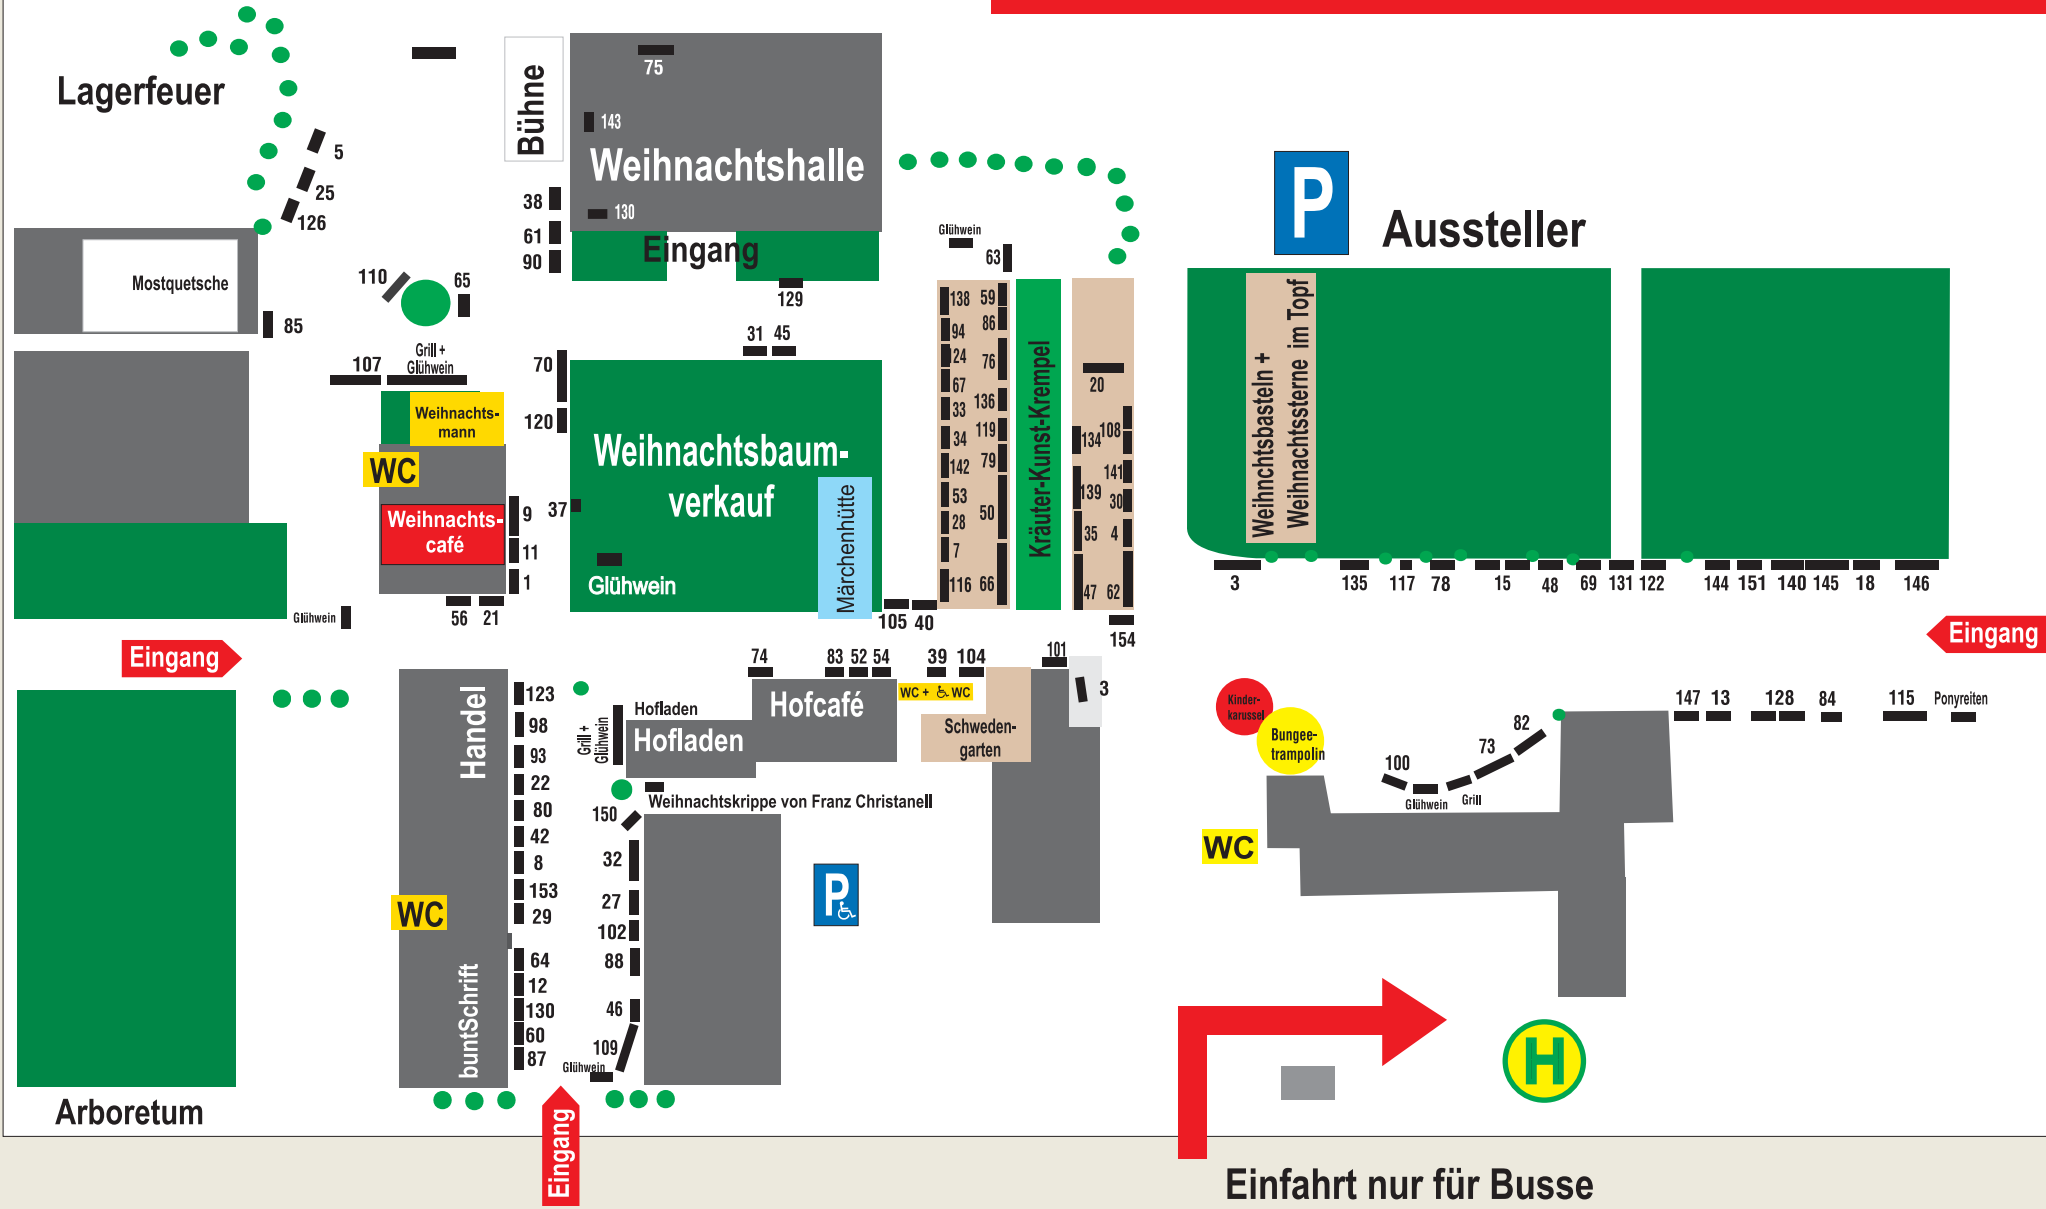 Lagerfeuer
5
25
126
Mostquetsche
85
110
65
107
Grill +
Glühwein
Weihnachts-
mann
WC
Weihnachts-
café
9
11
1
56
21
Glühwein
Eingang
Bühne
75
143
Weihnachtshalle
130
Eingang
38
61
90
129
31
45
70
120
37
Weihnachtsbaum-
verkauf
Glühwein
Märchenhütte
105
40
Glühwein
63
138
94
124
67
33
34
142
53
28
7
116
59
86
76
136
119
79
50
66
Kräuter-Kunst-Krempel
20
108
134
141
139
30
35
4
47
62
154
P
Aussteller
Weihnchtsbasteln +
Weihnachtssterne im Topf
3
135
117
78
15
48
69
131
122
144
151
140
145
18
146
Eingang
Arboretum
Handel
buntSchrift
WC
123
98
93
22
80
42
8
153
29
64
12
130
60
87
Grill +
Glühwein
Hofladen
Hofladen
74
83
52
54
39
104
Hofcafé
WC + WC
Schweden-
garten
101
3
Weihnachtskrippe von Franz Christanell
150
32
27
102
88
46
109
Glühwein
Eingang
P
Kinder-
karussel
Bungee-
trampolin
WC
100
Glühwein
Grill
73
82
147
13
128
84
115
Ponyreiten
H
Einfahrt nur für Busse